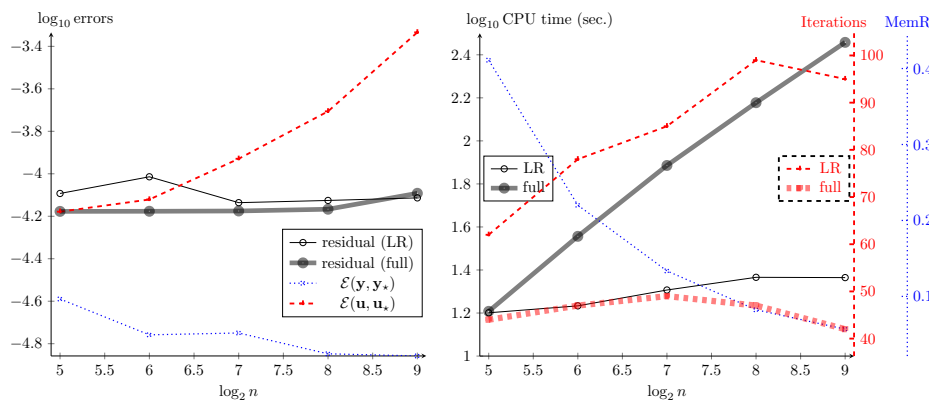 log10 errors
−3.4
−3.6
−3.8
−4
−4.2
−4.4
−4.6
−4.8
5 5.5 6 6.5 7 7.5 8 8.5 9
log2 n
residual (LR)
residual (full)
ℰ(y, y⋆)
ℰ(u, u⋆)
log10 CPU time (sec.)
2.4
2.2
2
1.8
1.6
1.4
1.2
1
5 5.5 6 6.5 7 7.5 8 8.5 9
log2 n
LR
full
LR
full
Iterations
100
90
80
70
60
50
40
MemR
0.4
0.3
0.2
0.1